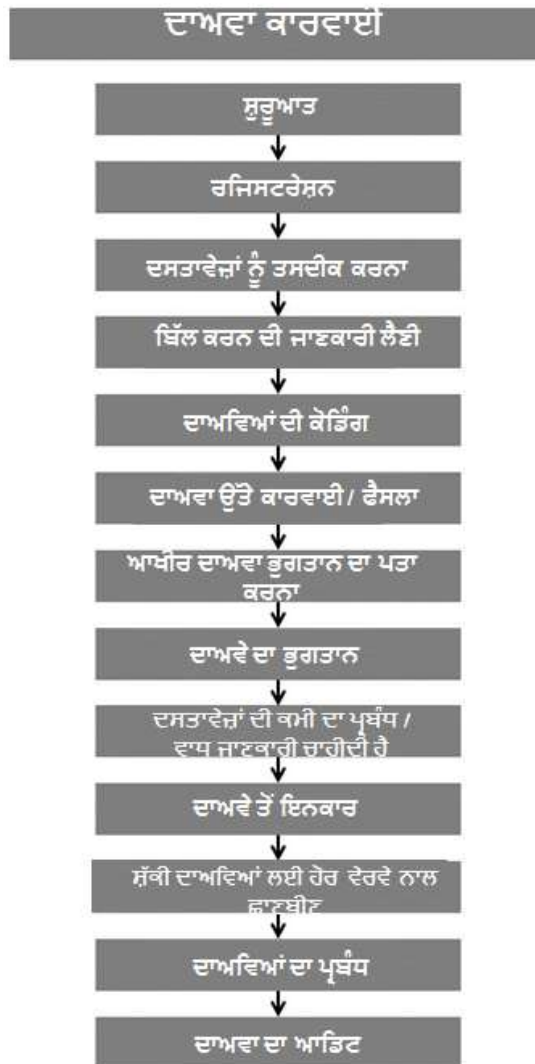 ਦਾਅਵਾ ਕਾਰਵਾਈ
ਸ਼ੁਰੂਆਤ
ਰਜਿਸਟਰੇਸ਼ਨ
ਦਸਤਾਵੇਜ਼ਾਂ ਨੂੰ ਤਸਦੀਕ ਕਰਨਾ
ਬਿੱਲ ਕਰਨ ਦੀ ਜਾਣਕਾਰੀ ਲੈਣੀ
ਦਾਅਵਿਆਂ ਦੀ ਕੋਡਿੰਗ
ਦਾਅਵਾ ਉੱਤੇ ਕਾਰਵਾਈ / ਫੈਸਲਾ
ਆਖੀਰ ਦਾਅਵਾ ਭੁਗਤਾਨ ਦਾ ਪਤਾ
ਕਰਨਾ
ਦਾਅਵੇ ਦਾ ਭੁਗਤਾਨ
ਦਸਤਾਵੇਜ਼ਾਂ ਦੀ ਕਮੀ ਦਾ ਪ੍ਰਬੰਧ /
ਵਾਧ ਜਾਣਕਾਰੀ ਚਾਹੀਦੀ ਹੈ
ਦਾਅਵੇ ਤੋਂ ਇਨਕਾਰ
ਸ਼ੱਕੀ ਦਾਅਵਿਆਂ ਲਈ ਹੋਰ ਵੇਰਵੇ ਨਾਲ
ਛਾਣਬੀਣ
ਦਾਅਵਿਆਂ ਦਾ ਪ੍ਰਬੰਧ
ਦਾਅਵਾ ਦਾ ਆਡਿਟ